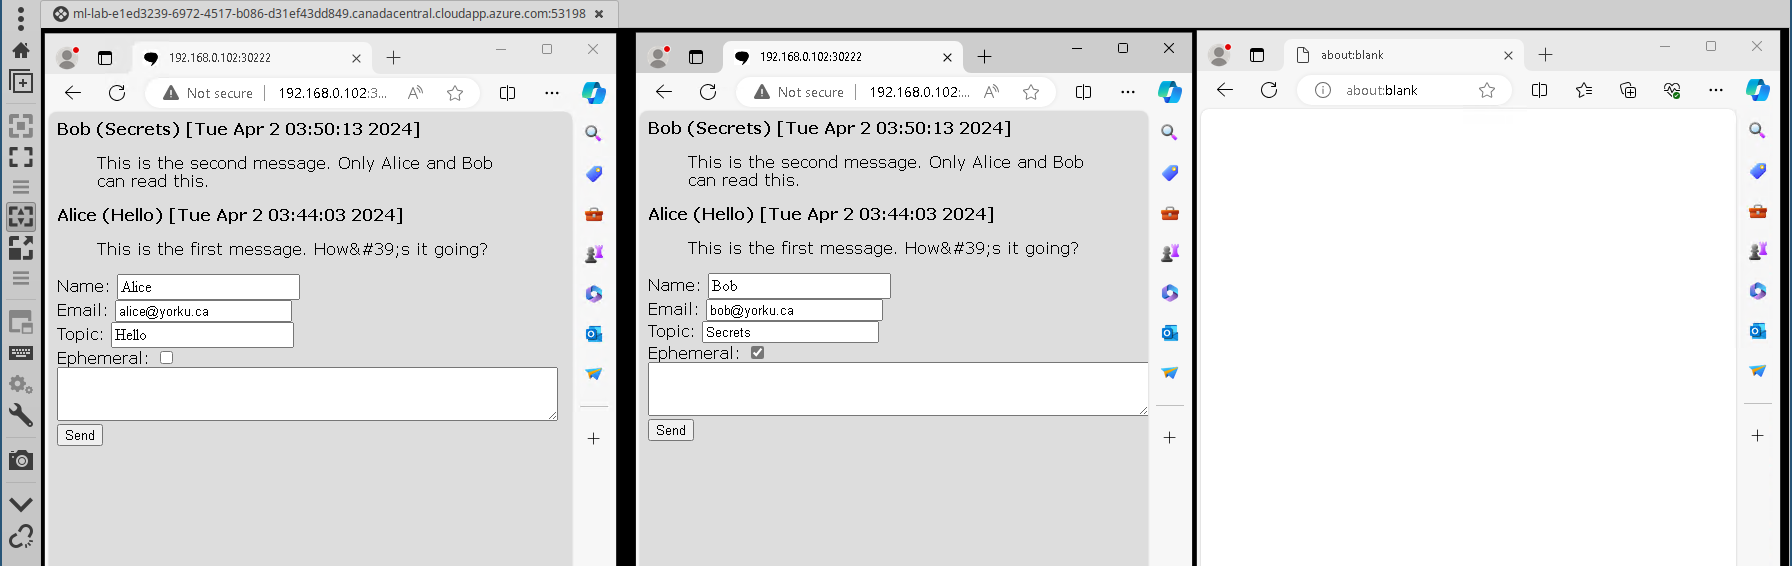 ml-lab-e1ed3239-6972-4517-b086-d31ef43dd849.canadacentral.cloudapp.azure.com:53198
192.168.0.102:30222
Not secure 192.168.0.102:3...
Bob (Secrets) [Tue Apr 2 03:50:13 2024]
This is the second message. Only Alice and Bob
can read this.
Alice (Hello) [Tue Apr 2 03:44:03 2024]
This is the first message. How&#39;s it going?
Name: Alice
Email: alice@yorku.ca
Topic: Hello
Ephemeral:
Send
192.168.0.102:30222
Not secure 192.168.0.102:...
Bob (Secrets) [Tue Apr 2 03:50:13 2024]
This is the second message. Only Alice and Bob
can read this.
Alice (Hello) [Tue Apr 2 03:44:03 2024]
This is the first message. How&#39;s it going?
Name: Bob
Email: bob@yorku.ca
Topic: Secrets
Ephemeral:
Send
about:blank
about:blank